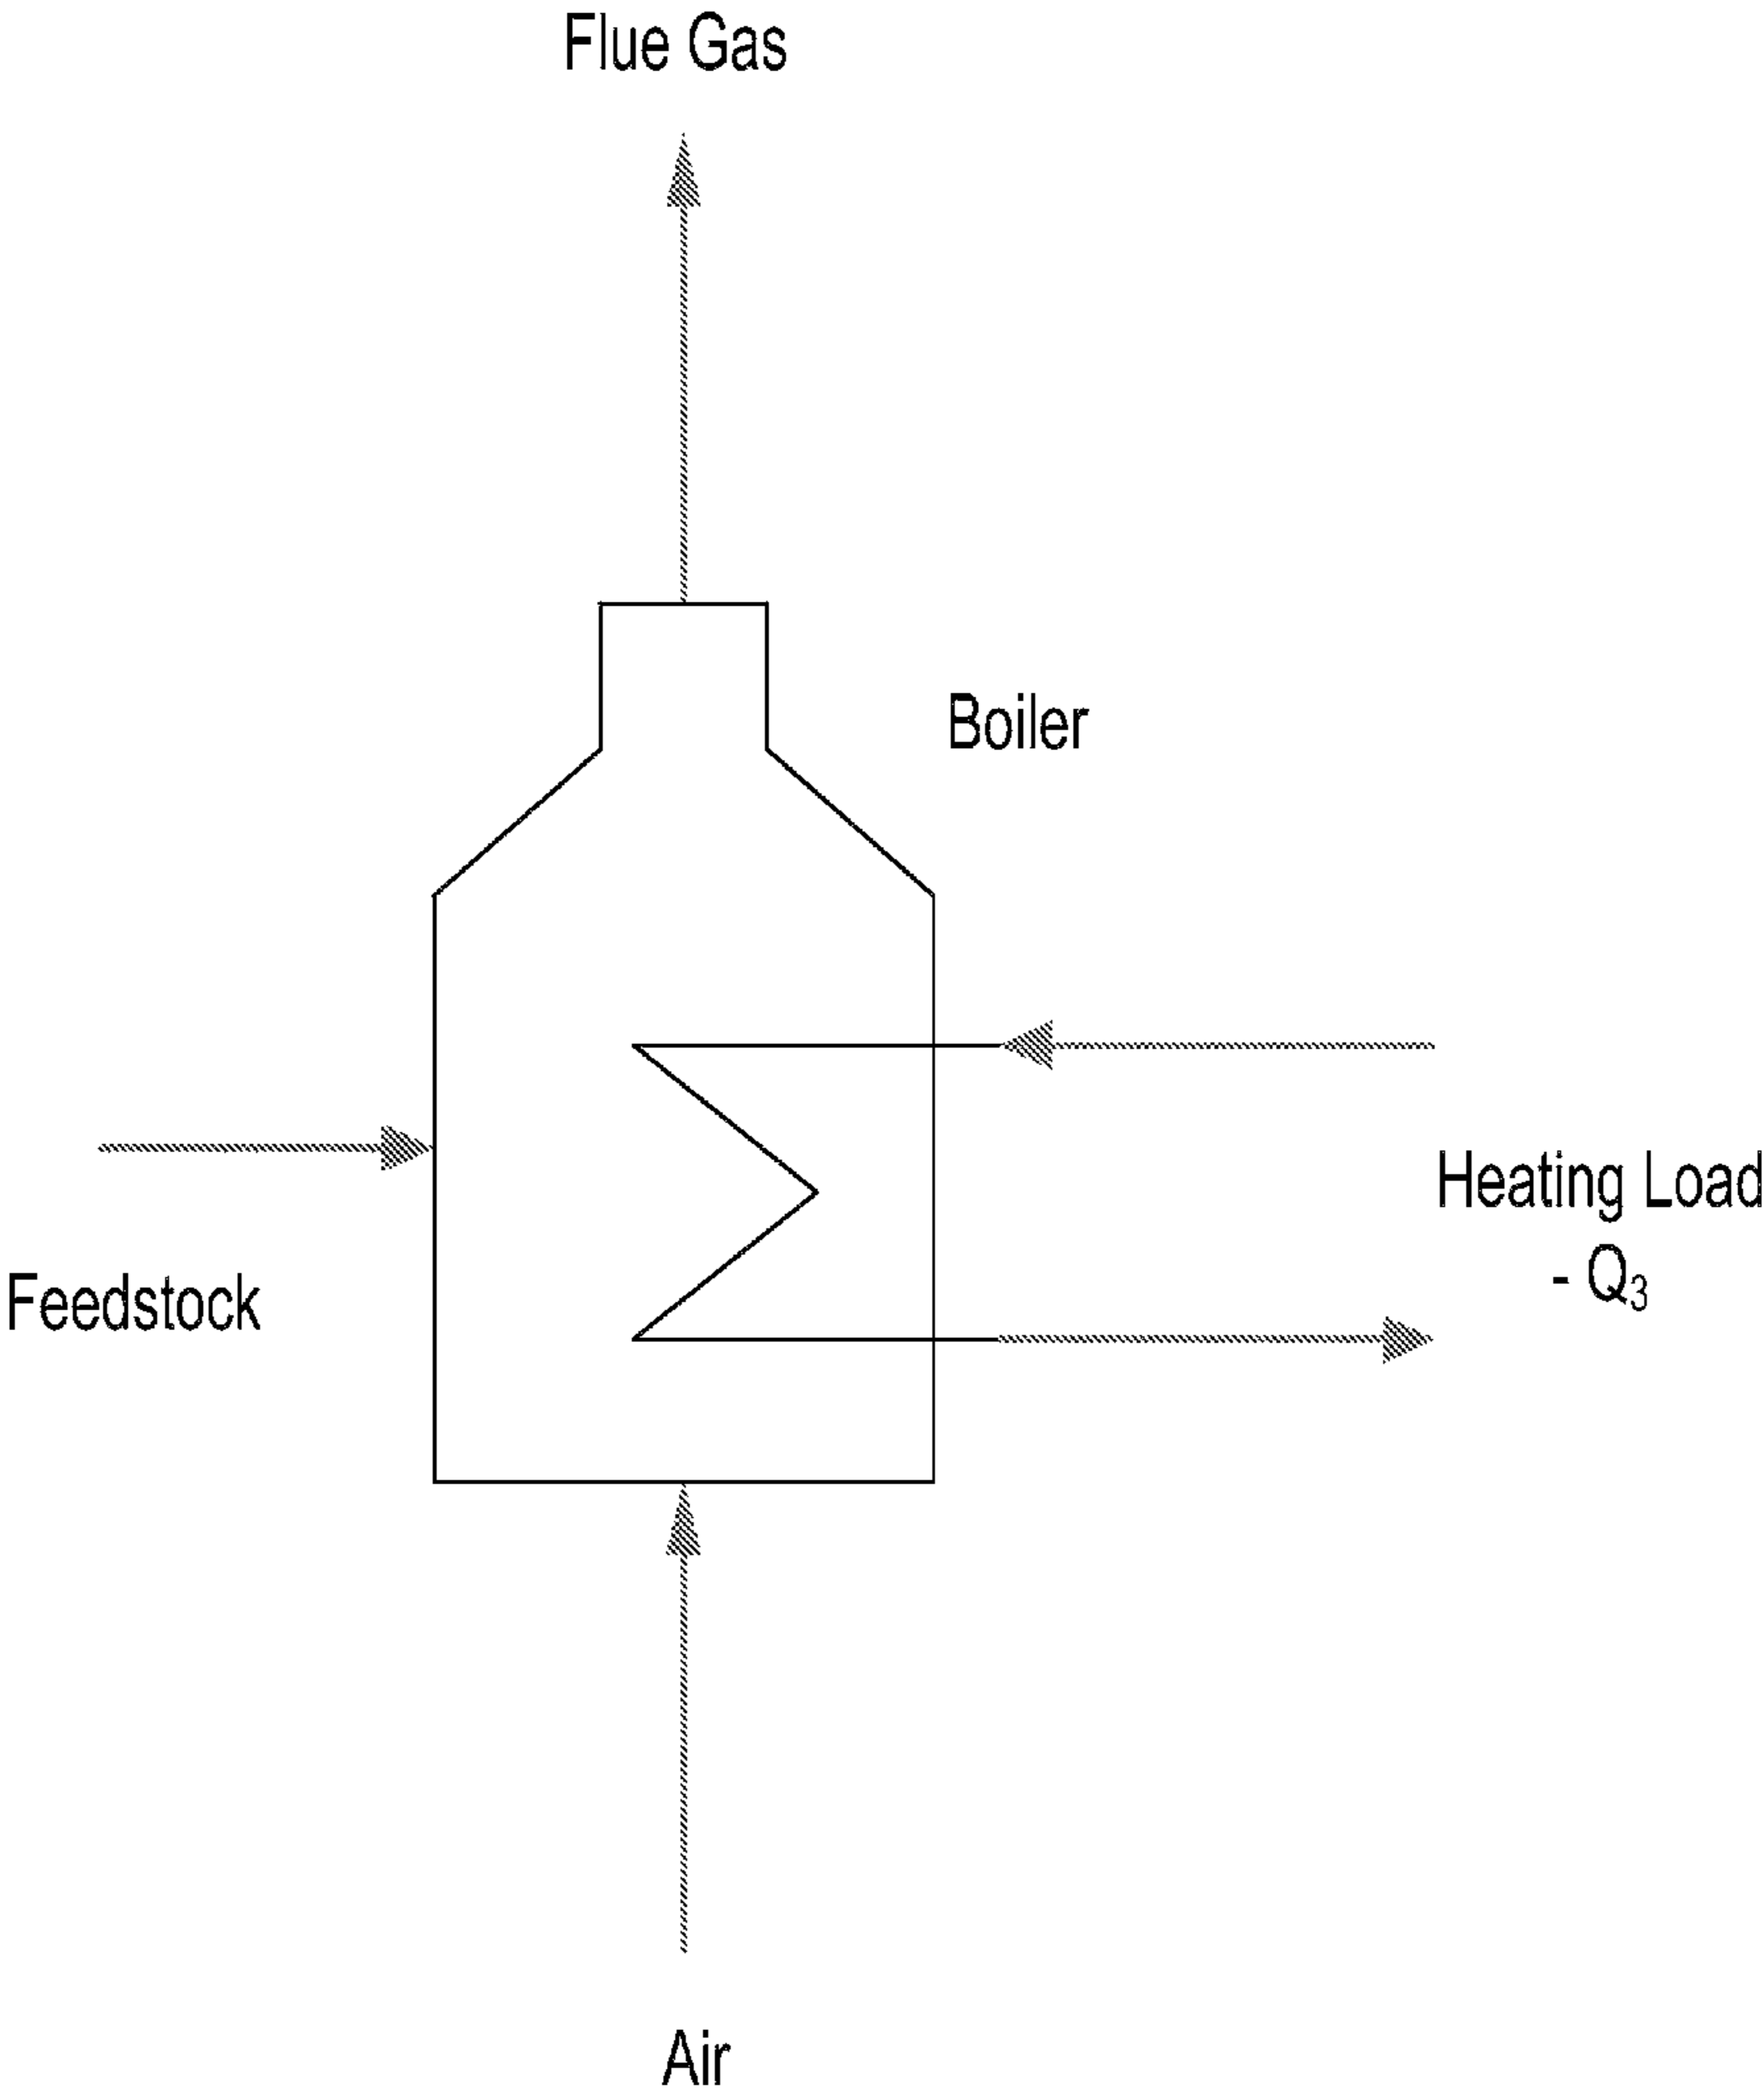 Flue Gas
Boiler
Heating Load
- Q₃
Feedstock
Air